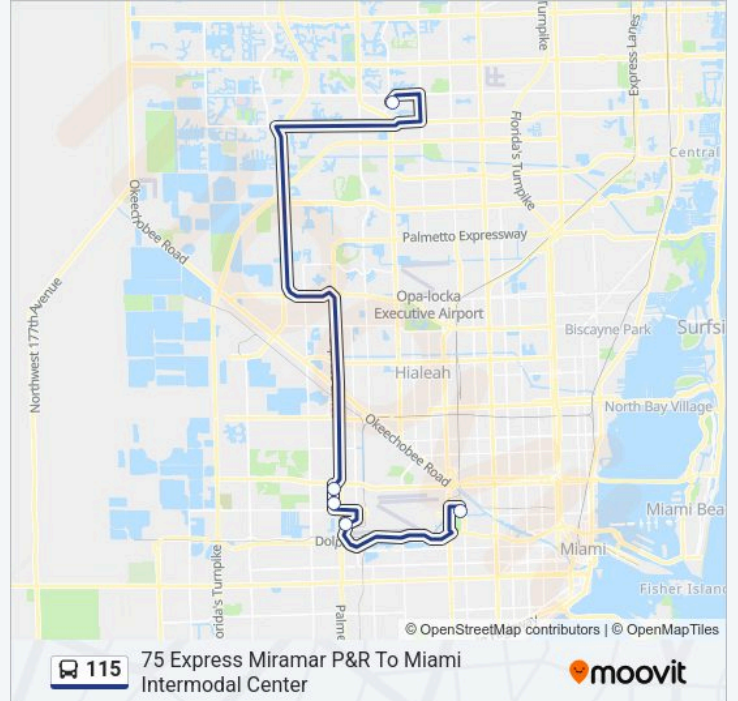 Turnpike
Express Lanes
Florida's Turnpike
Central
Okeechobee Road
Palmetto Expressway
Northwest 177th Avenue
Opa-locka
Executive Airport
Biscayne Park
Surfsi
Hialeah
North Bay Village
Okeechobee Road
Miami Bea
Dolp
Miami
orida's Turnpike
Palme
Fisher Island
© OpenStreetMap contributors | © OpenMapTiles
115
75 Express Miramar P&R To Miami
Intermodal Center
moovit